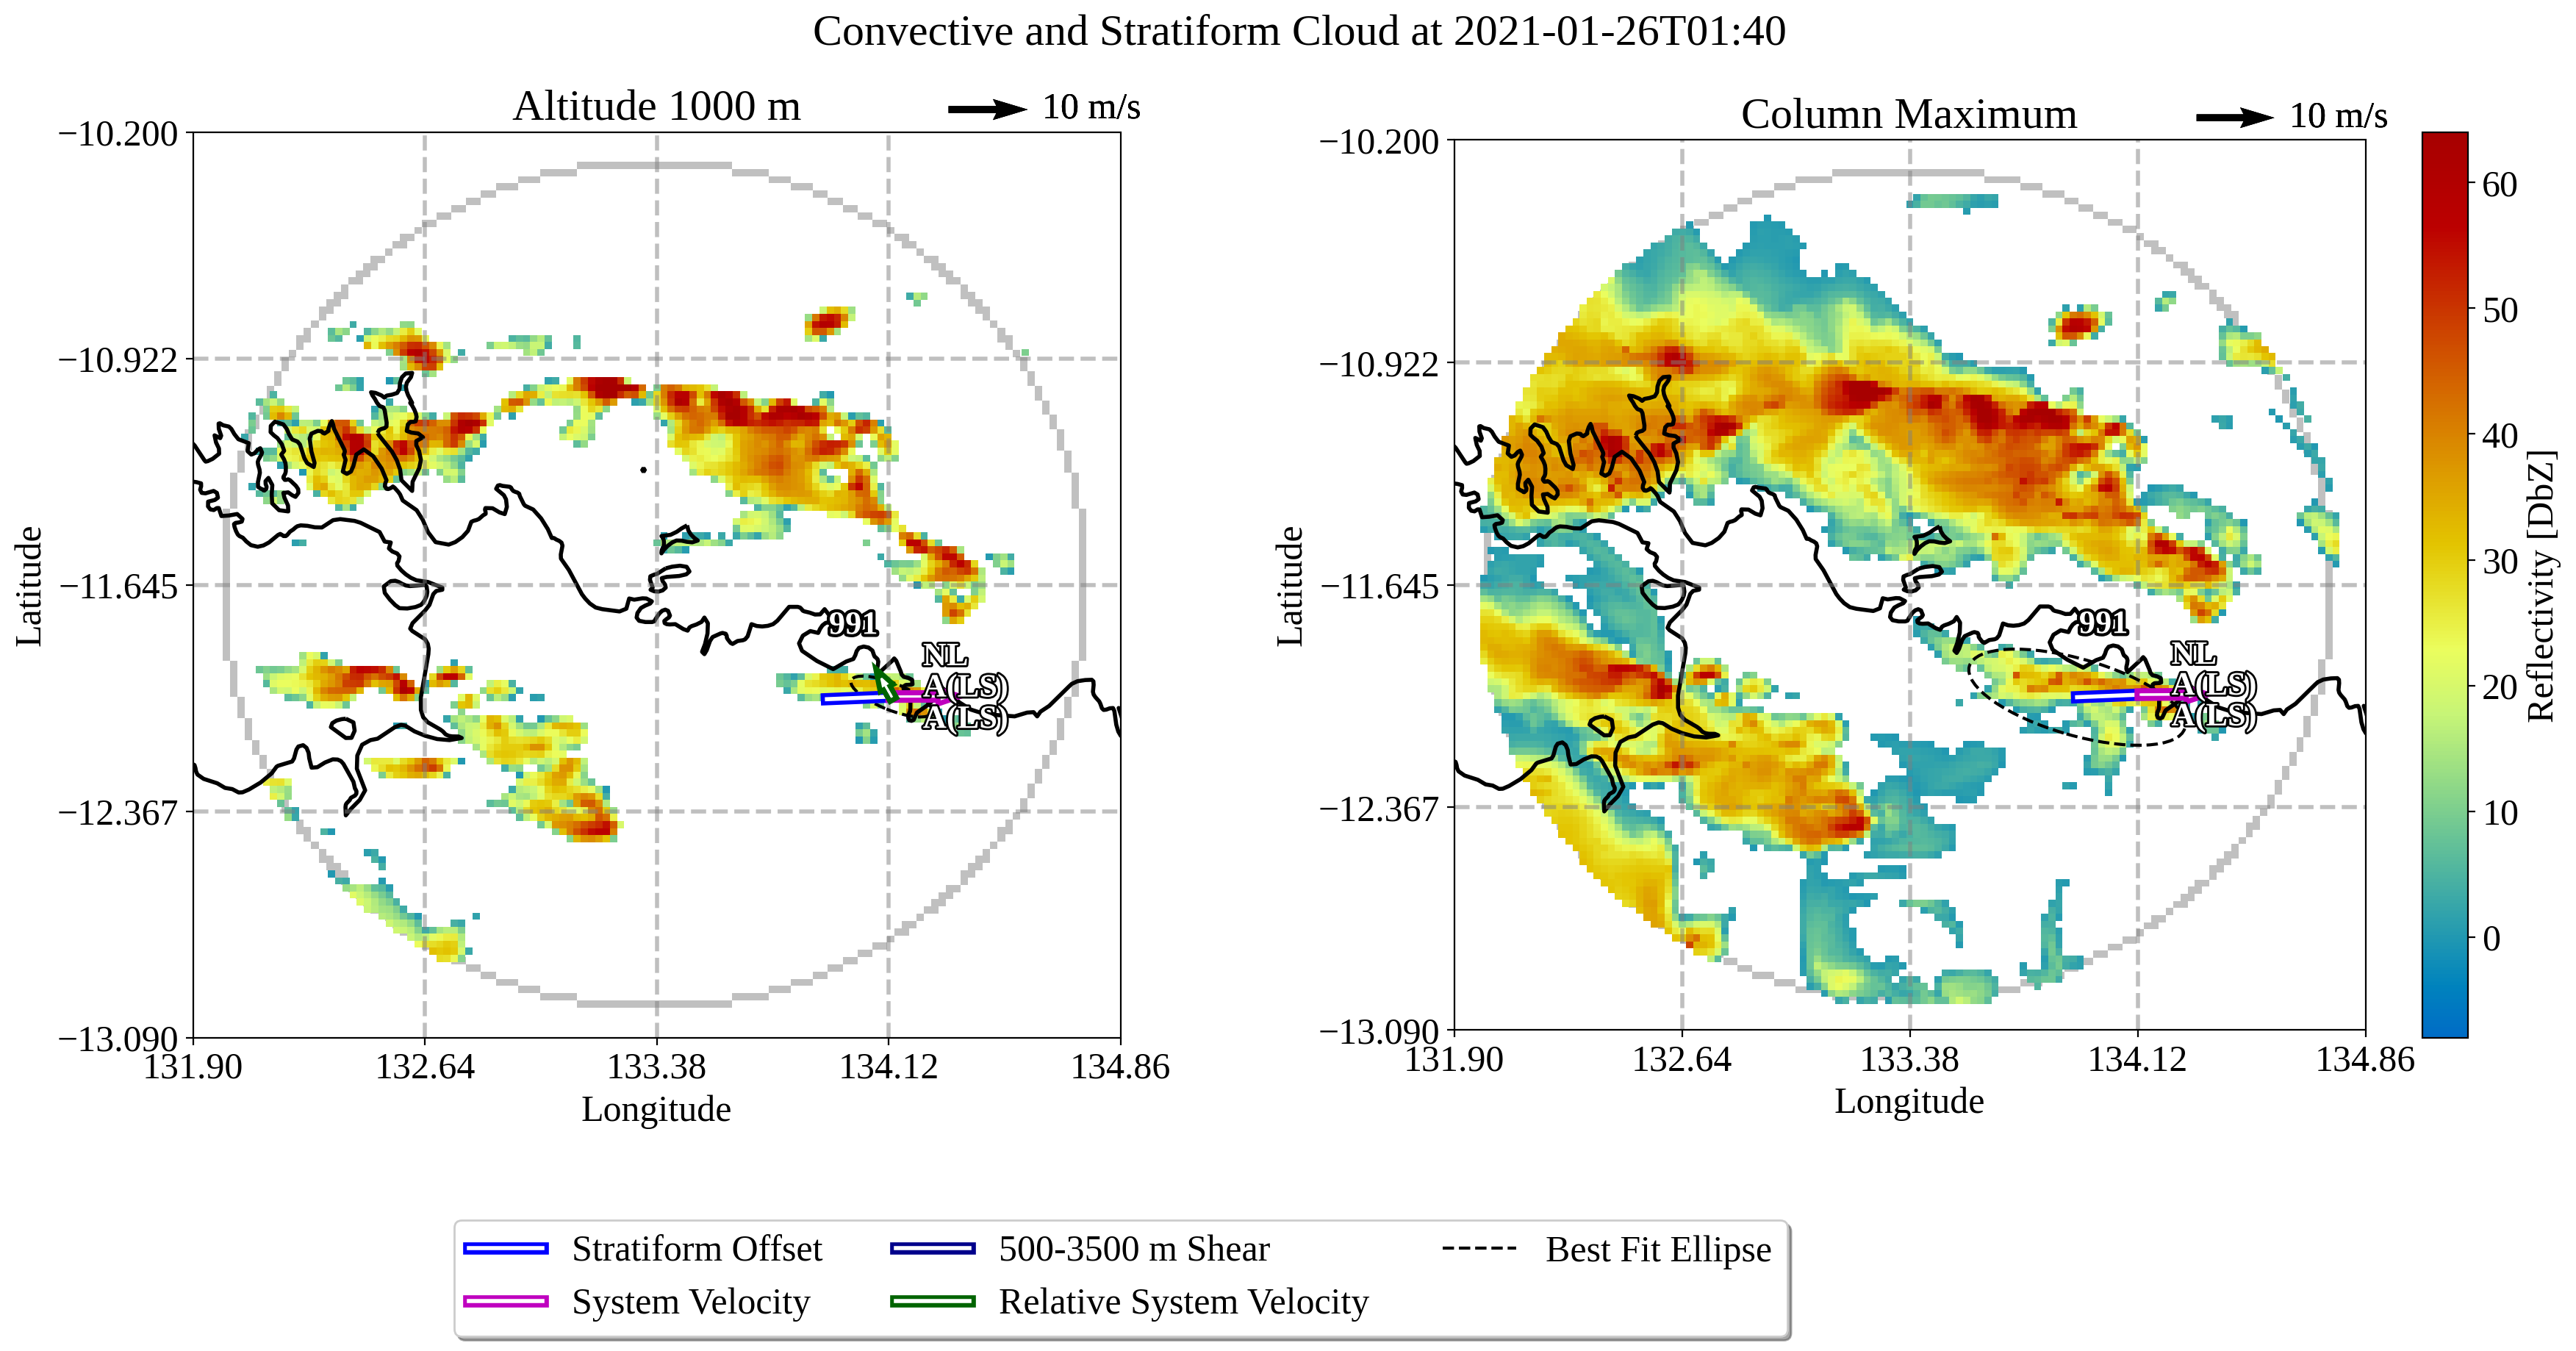 Convective and Stratiform Cloud at 2021-01-26T01:40
Altitude 1000 m
10 m/s
Column Maximum
10 m/s
−10.200
−10.922
−11.645
−12.367
−13.090
Latitude
131.90
132.64
133.38
134.12
134.86
Longitude
991
NL
A(LS)
A(LS)
−10.200
−10.922
−11.645
−12.367
−13.090
Latitude
131.90
132.64
133.38
134.12
134.86
Longitude
991
NL
A(LS)
A(LS)
60
50
40
30
20
10
0
Reflectivity [DbZ]
Stratiform Offset
System Velocity
500-3500 m Shear
Relative System Velocity
Best Fit Ellipse